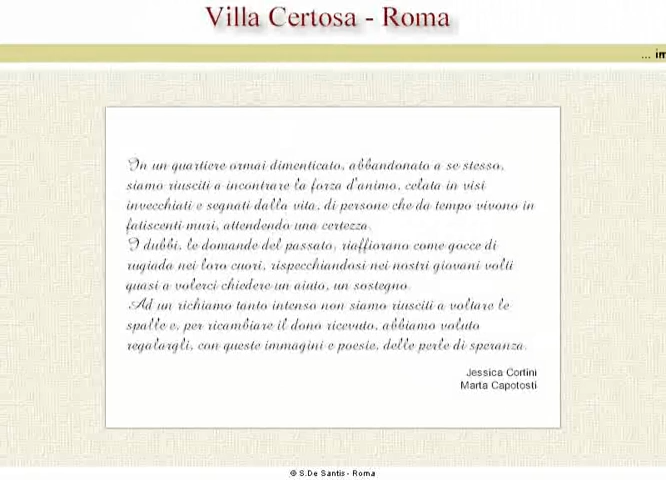 Villa Certosa - Roma
... im
In un quartiere ormai dimenticato, abbandonato a se stesso,
siamo riusciti a incontrare la forza d'animo, celata in visi
invecchiati e segnati dalla vita, di persone che da tempo vivono in
fatiscenti muri, attendendo una certezza.
I dubbi, le domande del passato, riaffiorano come gocce di
rugiada nei loro cuori, rispecchiandosi nei nostri giovani volti
quasi a volerci chiedere un aiuto, un sostegno.
Ad un richiamo tanto intenso non siamo riusciti a voltare le
spalle e, per ricambiare il dono ricevuto, abbiamo voluto
regalargli, con queste immagini e poesie, delle perle di speranza.
Jessica Cortini
Marta Capotosti
© S.De Santis - Roma